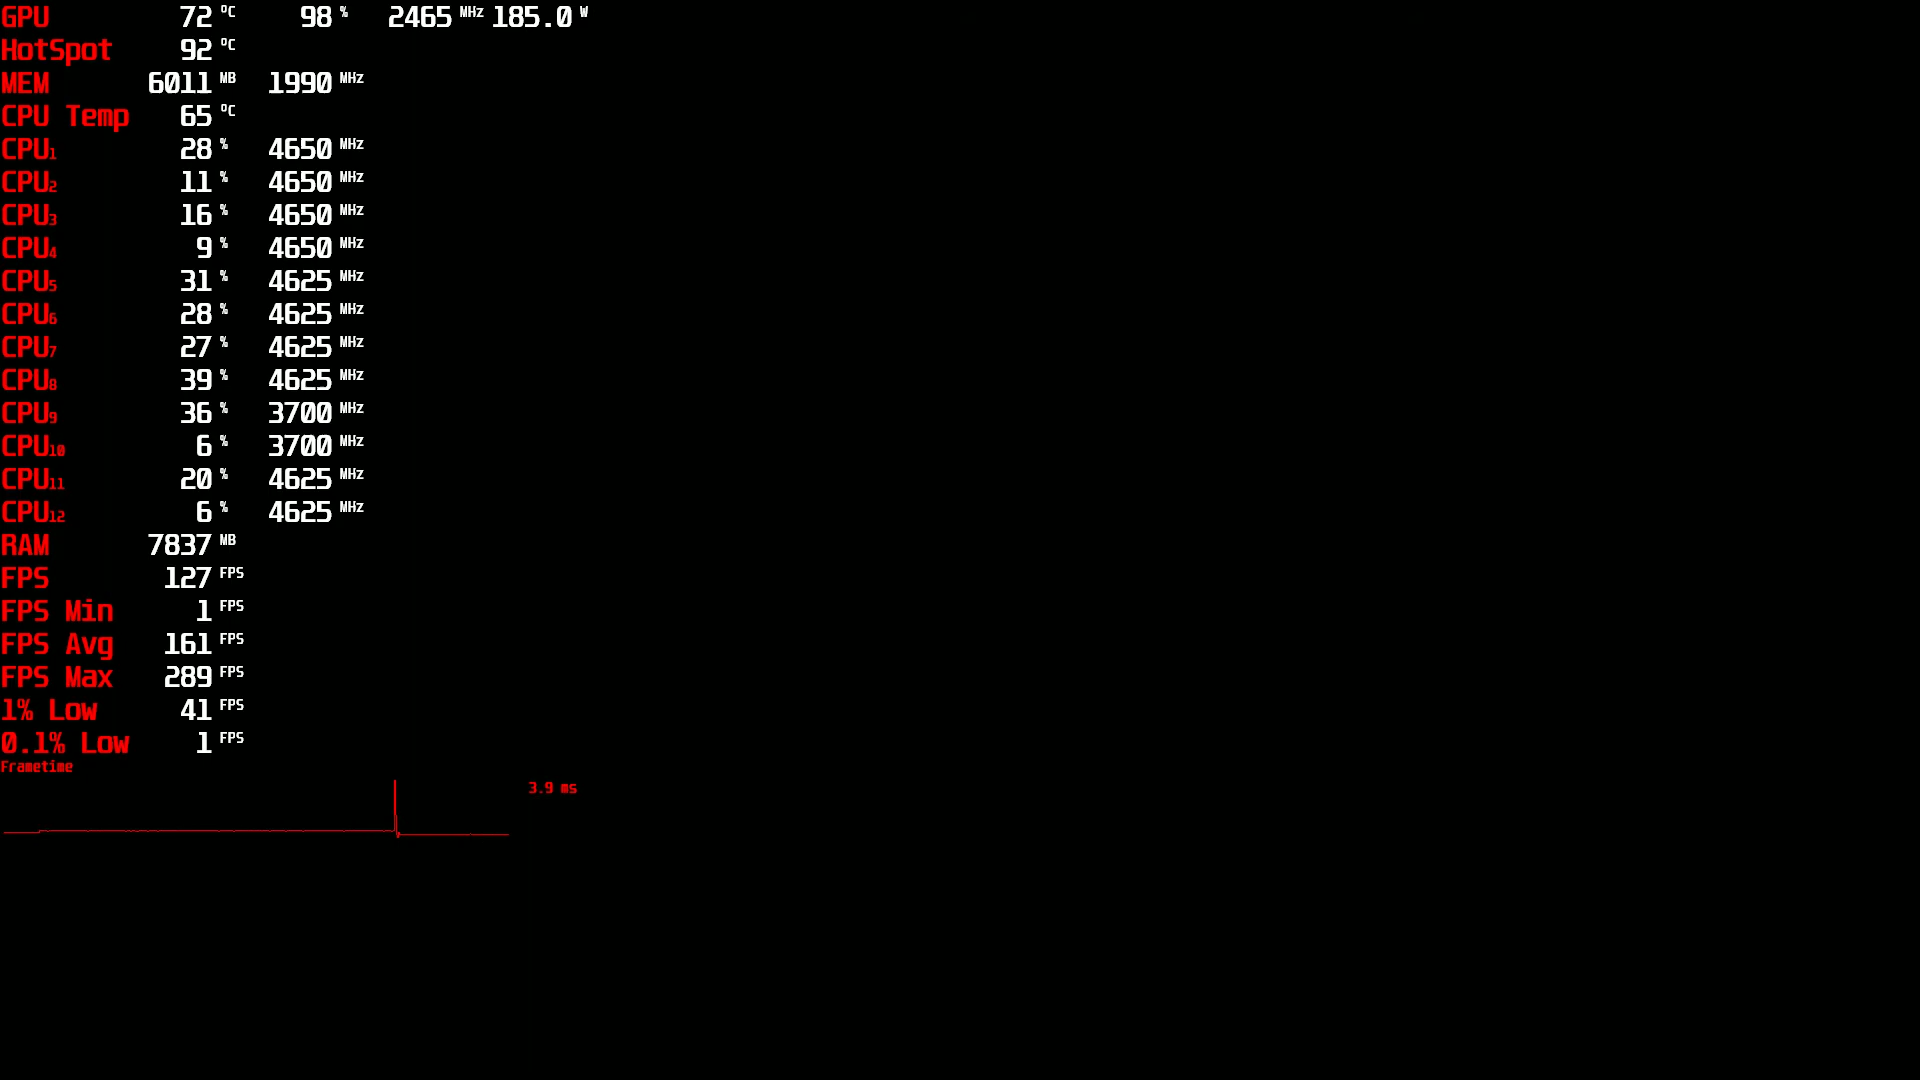 GPU 72 °C 98 % 2465 MHz 185.0 W
HotSpot 92 °C
MEM 6011 MB 1990 MHz
CPU Temp 65 °C
CPU1 28 % 4650 MHz
CPU2 11 % 4650 MHz
CPU3 16 % 4650 MHz
CPU4 9 % 4650 MHz
CPU5 31 % 4625 MHz
CPU6 28 % 4625 MHz
CPU7 27 % 4625 MHz
CPU8 39 % 4625 MHz
CPU9 36 % 3700 MHz
CPU10 6 % 3700 MHz
CPU11 20 % 4625 MHz
CPU12 6 % 4625 MHz
RAM 7837 MB
FPS 127 FPS
FPS Min 1 FPS
FPS Avg 161 FPS
FPS Max 289 FPS
1% Low 41 FPS
0.1% Low 1 FPS
Frametime
3.9 ms